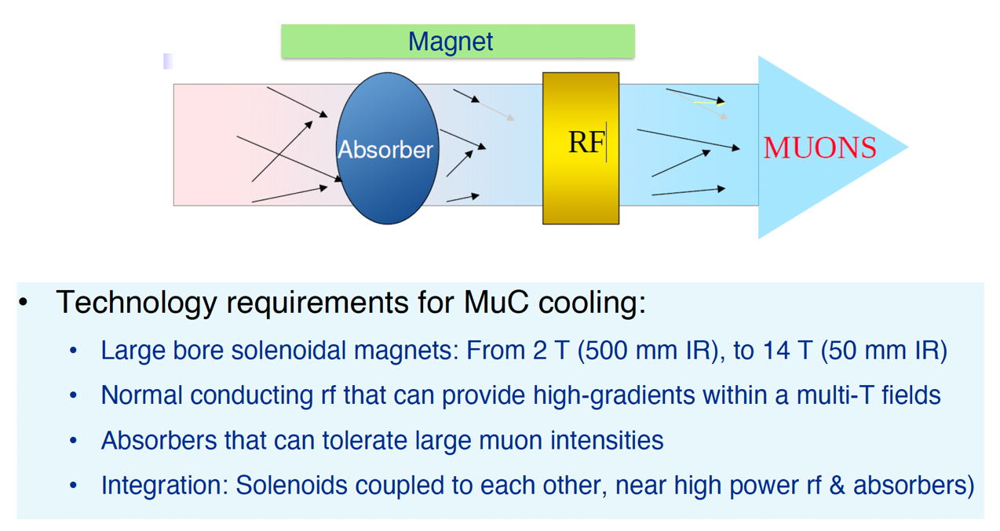 Magnet
Absorber
RF
MUONS
• Technology requirements for MuC cooling:
• Large bore solenoidal magnets: From 2 T (500 mm IR), to 14 T (50 mm IR)
• Normal conducting rf that can provide high-gradients within a multi-T fields
• Absorbers that can tolerate large muon intensities
• Integration: Solenoids coupled to each other, near high power rf & absorbers)